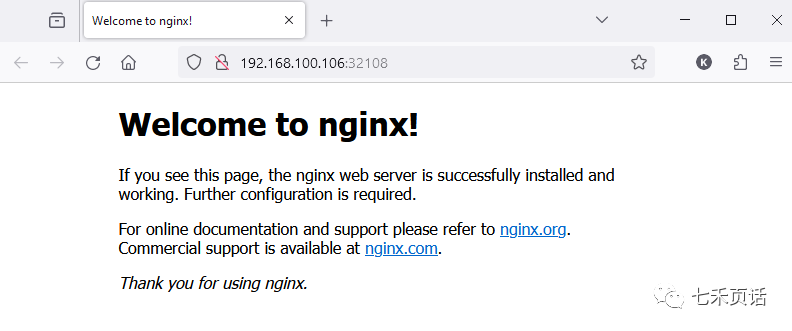 Welcome to nginx!
192.168.100.106:32108
K
Welcome to nginx!
If you see this page, the nginx web server is successfully installed and
working. Further configuration is required.
For online documentation and support please refer to nginx.org.
Commercial support is available at nginx.com.
Thank you for using nginx.
七禾页话